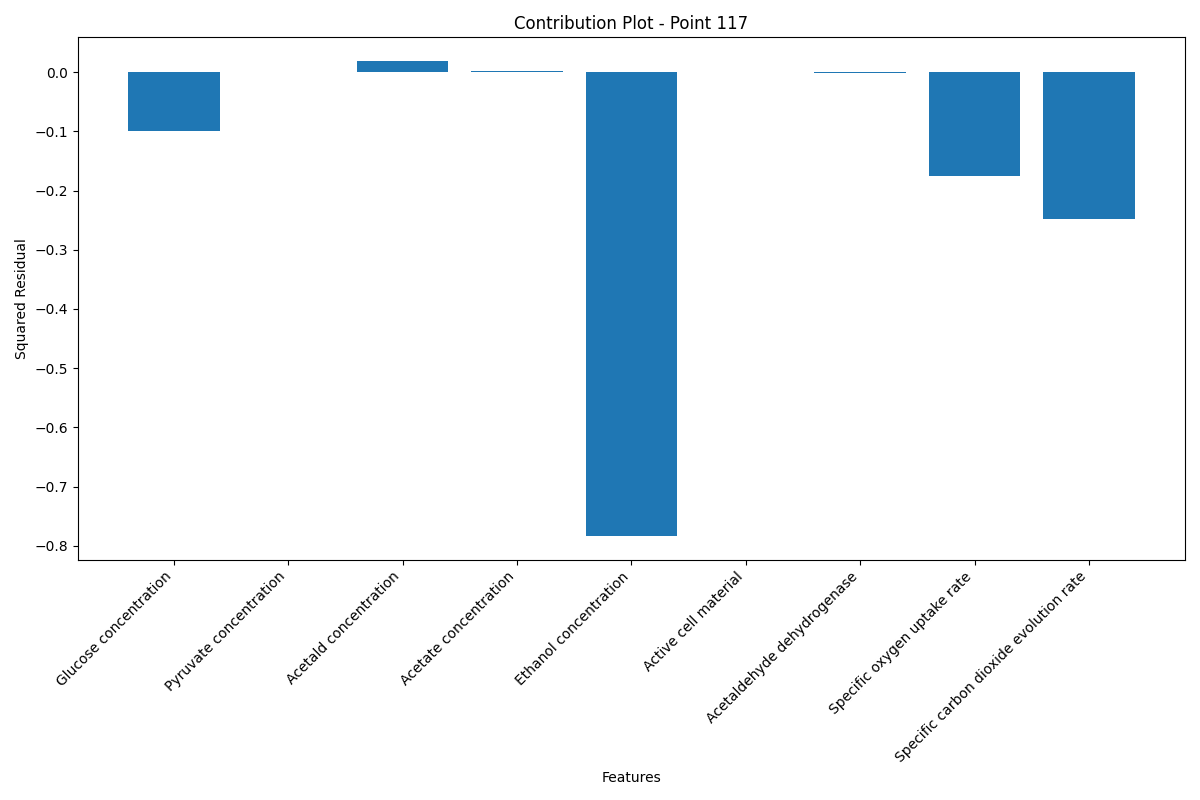 Contribution Plot - Point 117
Squared Residual
0.0
−0.1
−0.2
−0.3
−0.4
−0.5
−0.6
−0.7
−0.8
Glucose concentration
Pyruvate concentration
Acetald concentration
Acetate concentration
Ethanol concentration
Active cell material
Acetaldehyde dehydrogenase
Specific oxygen uptake rate
Specific carbon dioxide evolution rate
Features